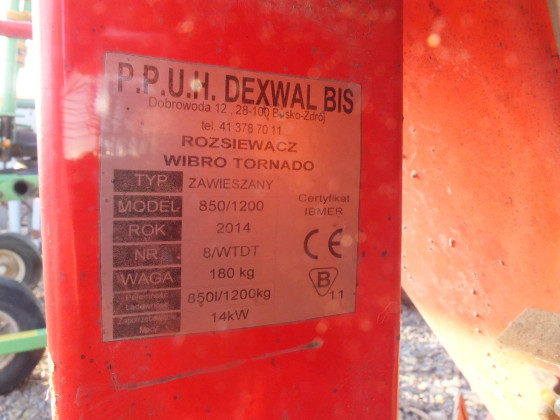 P.P.U.H. DEXWAL BIS
Dobrowoda 12 , 28-100 Busko-Zdrój
tel. 41 378 70 11
ROZSIEWACZ
WIBRO TORNADO
TYP ZAWIESZANY
MODEL 850/1200
ROK 2014
NR 8/WTDT
WAGA 180 kg
850l/1200kg
14kW
Certyfikat
IBMER
CE
B
11